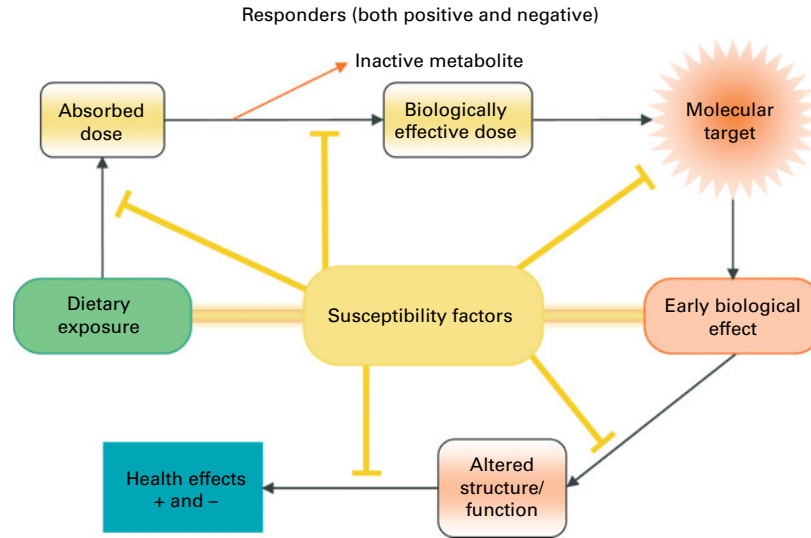 Responders (both positive and negative)
Inactive metabolite
Absorbed
dose
Biologically
effective dose
Molecular
target
Dietary
exposure
Susceptibility factors
Early biological
effect
Health effects
+ and –
Altered
structure/
function